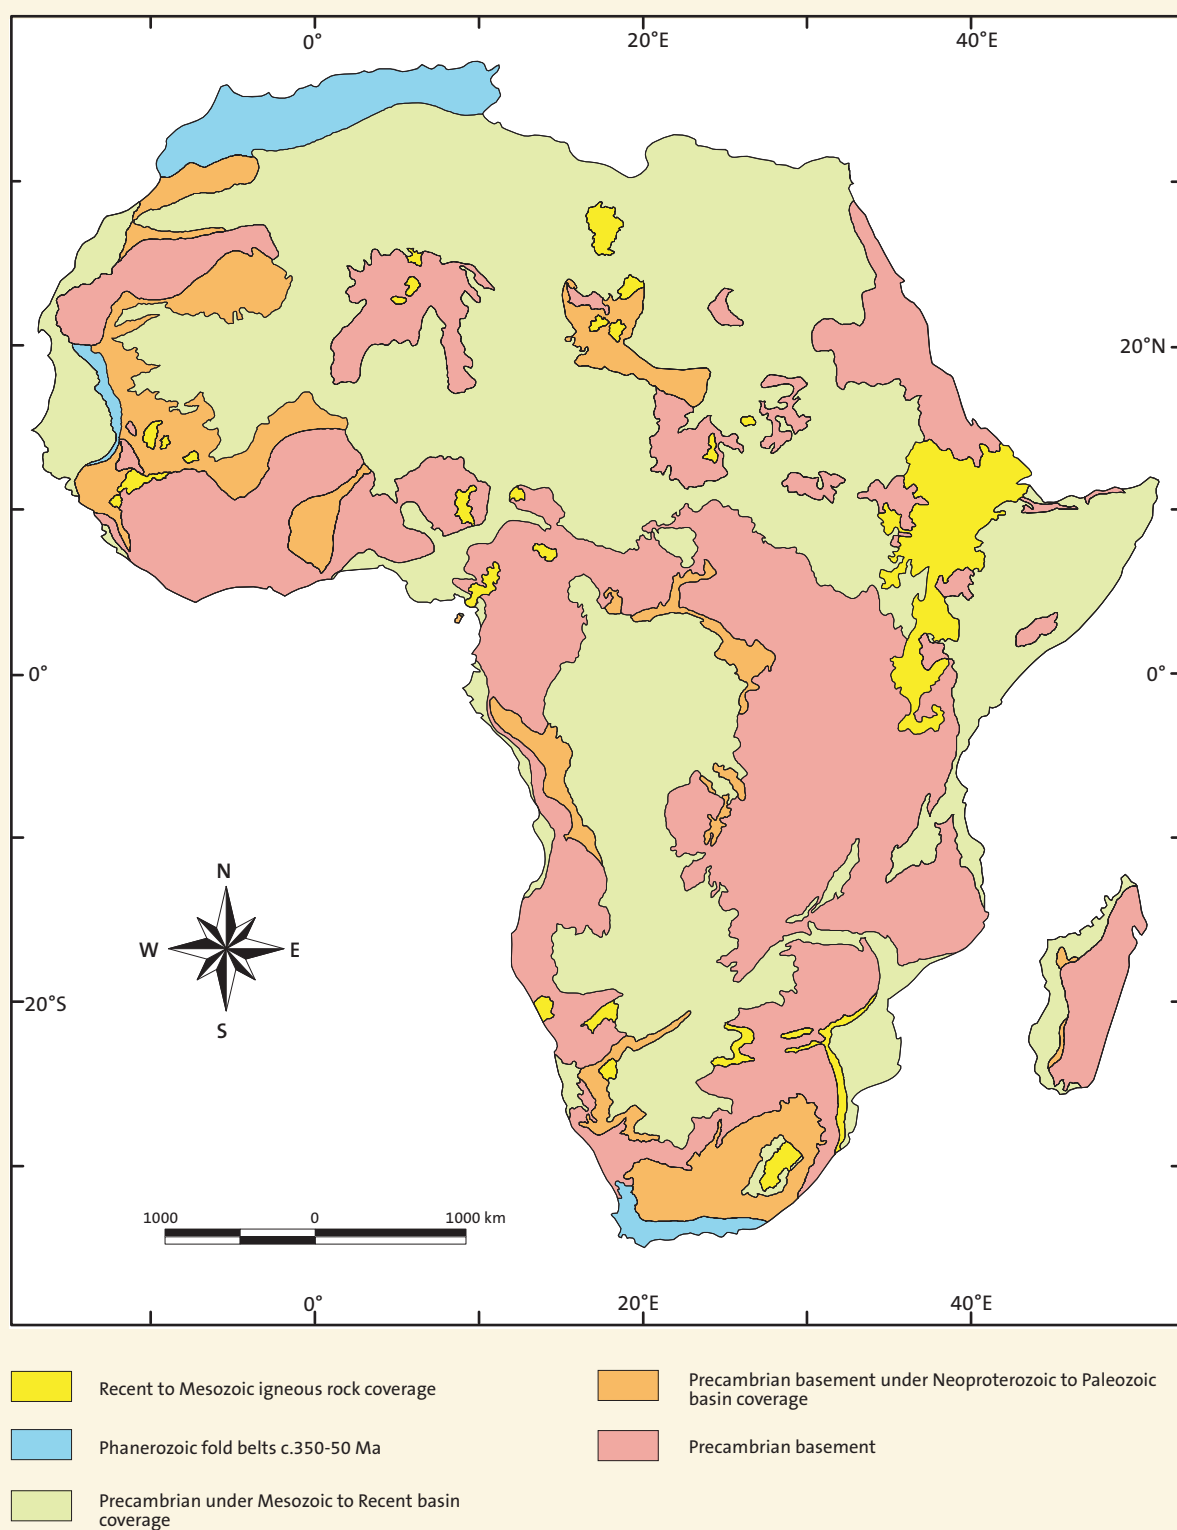 0°
20°E
40°E
20°N
0°
0°
N
W
E
S
20°S
1000
0
1000 km
0°
20°E
40°E
Recent to Mesozoic igneous rock coverage
Phanerozoic fold belts c.350-50 Ma
Precambrian under Mesozoic to Recent basin
coverage
Precambrian basement under Neoproterozoic to Paleozoic
basin coverage
Precambrian basement